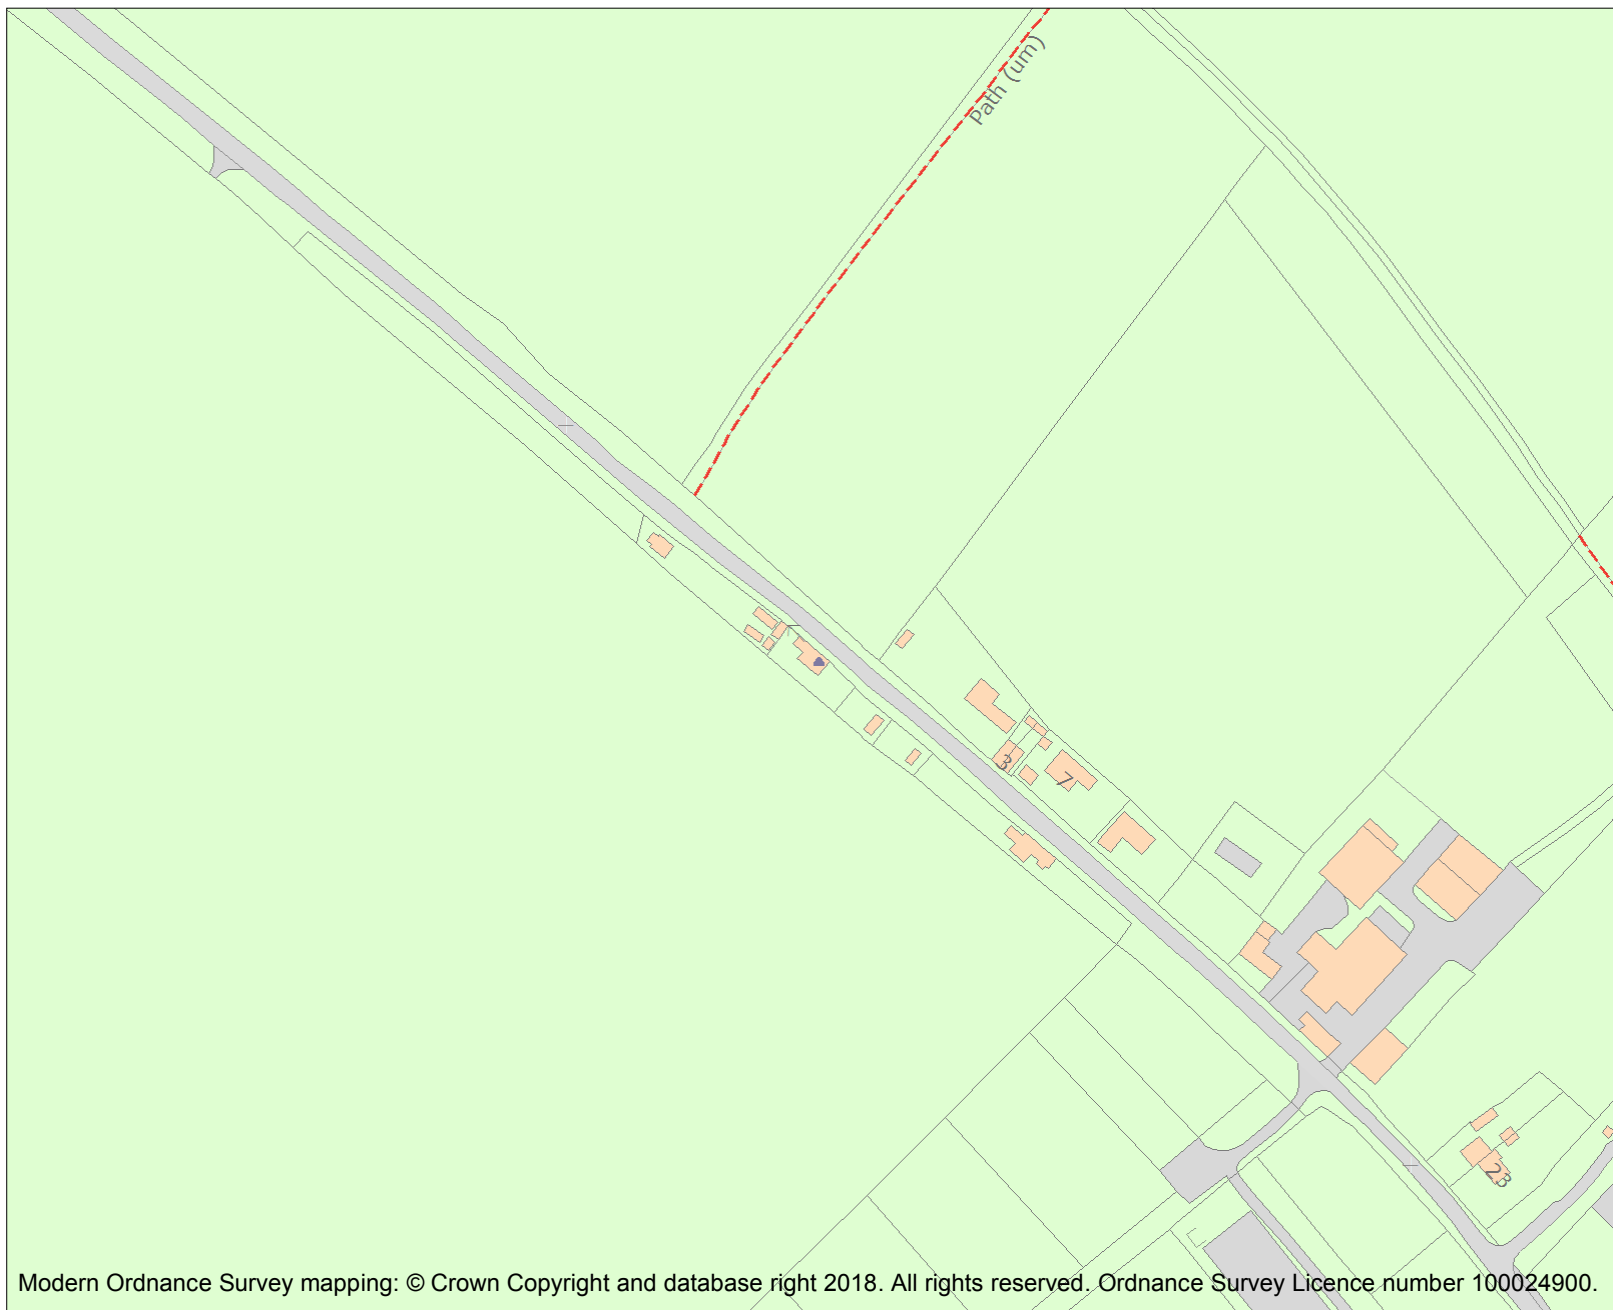 Path (um)
3
7
23
Modern Ordnance Survey mapping: © Crown Copyright and database right 2018. All rights reserved. Ordnance Survey Licence number 100024900.